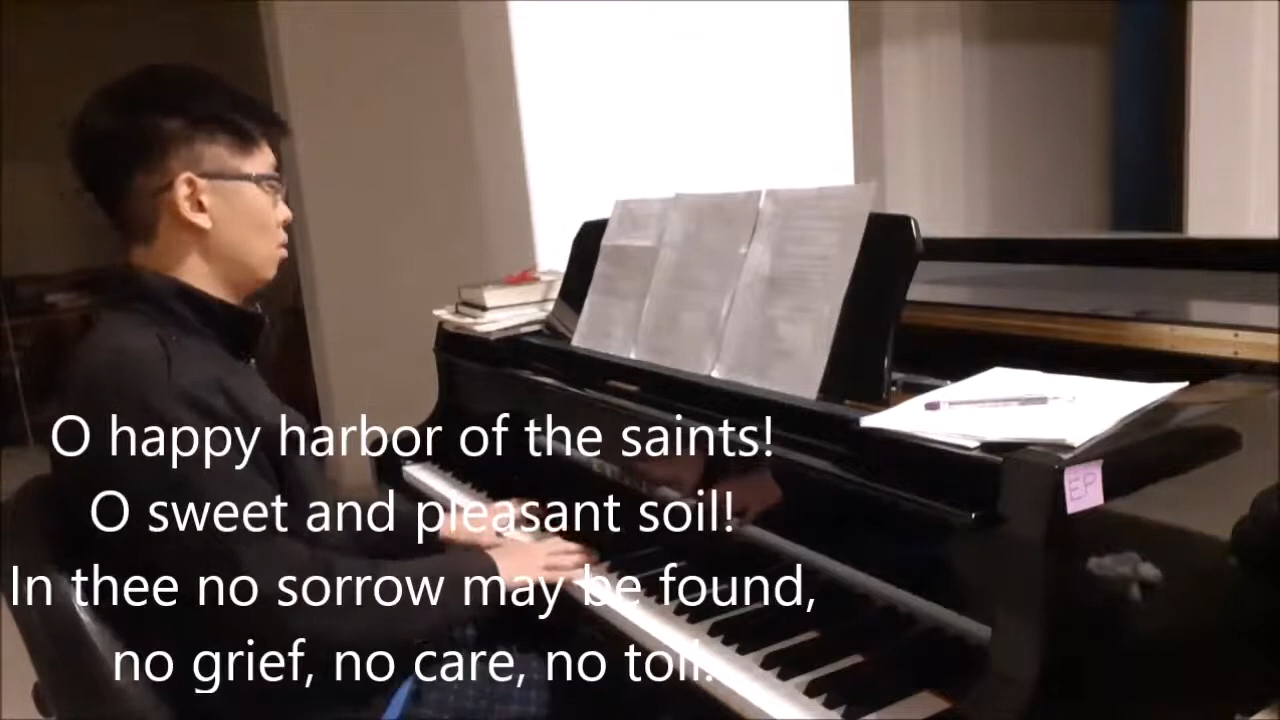 O happy harbor of the saints!
O sweet and pleasant soil!
In thee no sorrow may be found,
no grief, no care, no toil.
EP